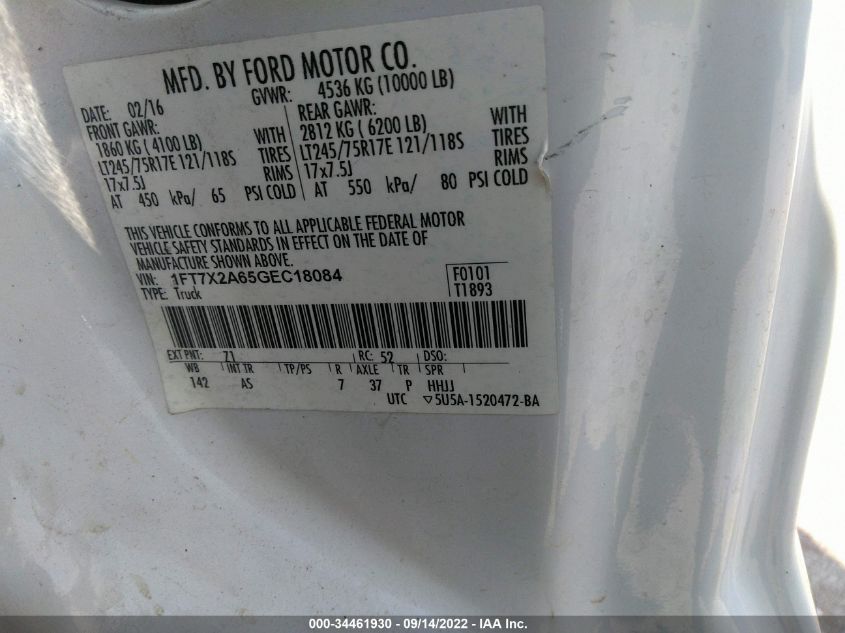 MFD. BY FORD MOTOR CO.
DATE: 02/16 GVWR: 4536 KG (10000 LB)
FRONT GAWR: REAR GAWR:
1860 KG ( 4100 LB) WITH 2812 KG ( 6200 LB) WITH
LT245/75R17E 121/118S TIRES LT245/75R17E 121/118S TIRES
17x7.5J RIMS 17x7.5J RIMS
AT 450 kPa/ 65 PSI COLD AT 550 kPa/ 80 PSI COLD
THIS VEHICLE CONFORMS TO ALL APPLICABLE FEDERAL MOTOR
VEHICLE SAFETY STANDARDS IN EFFECT ON THE DATE OF
MANUFACTURE SHOWN ABOVE.
VIN: 1FT7X2A65GEC18084 F0101
TYPE: Truck T1893
EXT PNT: Z1 RC: 52 DSO:
WB INT TR TP/PS R AXLE TR SPR
142 AS 7 37 P HHJJ
UTC ▽5U5A-1520472-BA
000-34461930 - 09/14/2022 - IAA Inc.